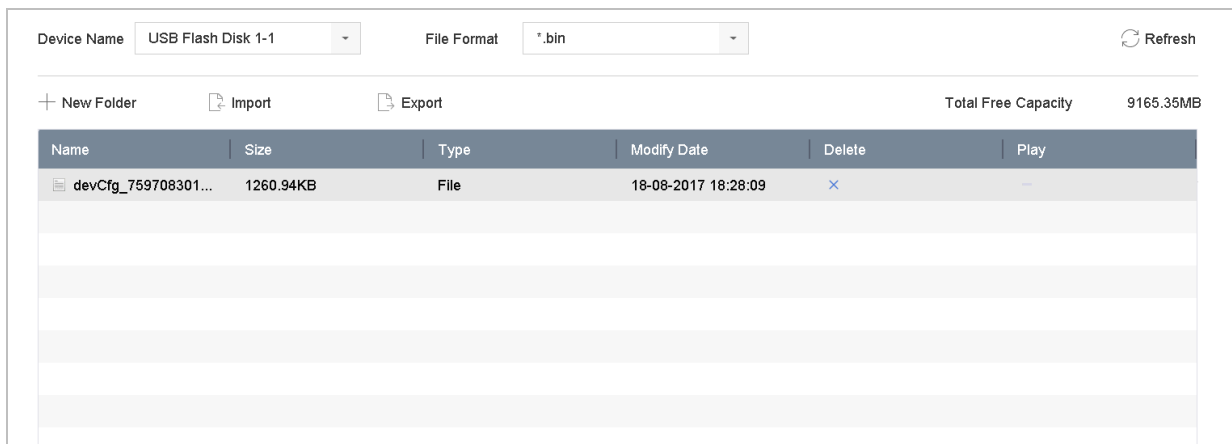 Device Name USB Flash Disk 1-1 File Format *.bin Refresh
New Folder Import Export Total Free Capacity 9165.35MB
Name Size Type Modify Date Delete Play
devCfg_759708301... 1260.94KB File 18-08-2017 18:28:09